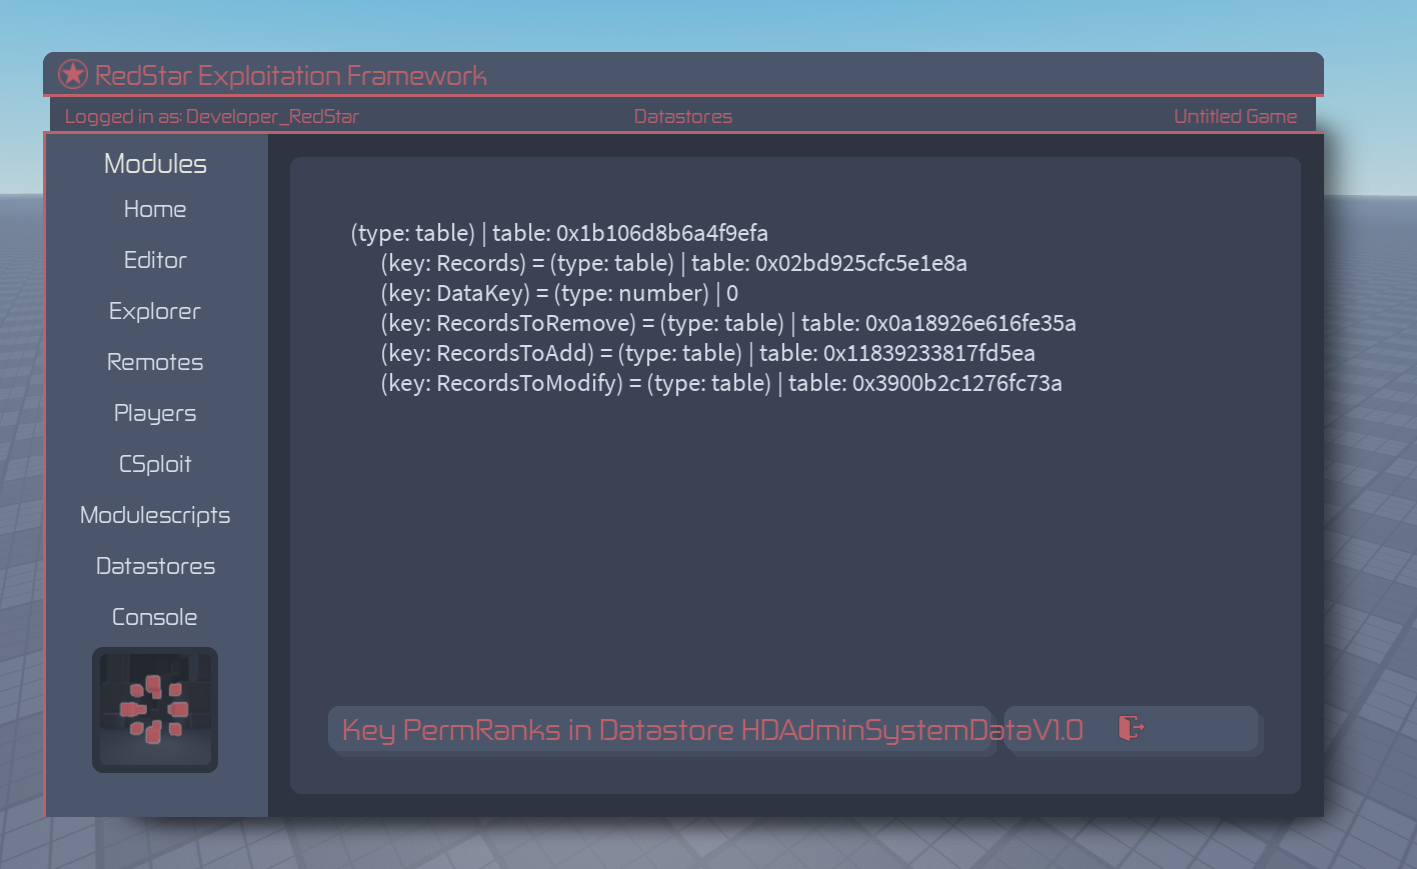 RedStar Exploitation Framework
Logged in as: Developer_RedStar
Datastores
Untitled Game
Modules
Home
Editor
Explorer
Remotes
Players
CSploit
Modulescripts
Datastores
Console
(type: table) | table: 0x1b106d8b6a4f9efa
(key: Records) = (type: table) | table: 0x02bd925cfc5e1e8a
(key: DataKey) = (type: number) | 0
(key: RecordsToRemove) = (type: table) | table: 0x0a18926e616fe35a
(key: RecordsToAdd) = (type: table) | table: 0x11839233817fd5ea
(key: RecordsToModify) = (type: table) | table: 0x3900b2c1276fc73a
Key PermRanks in Datastore HDAdminSystemDataV1.0